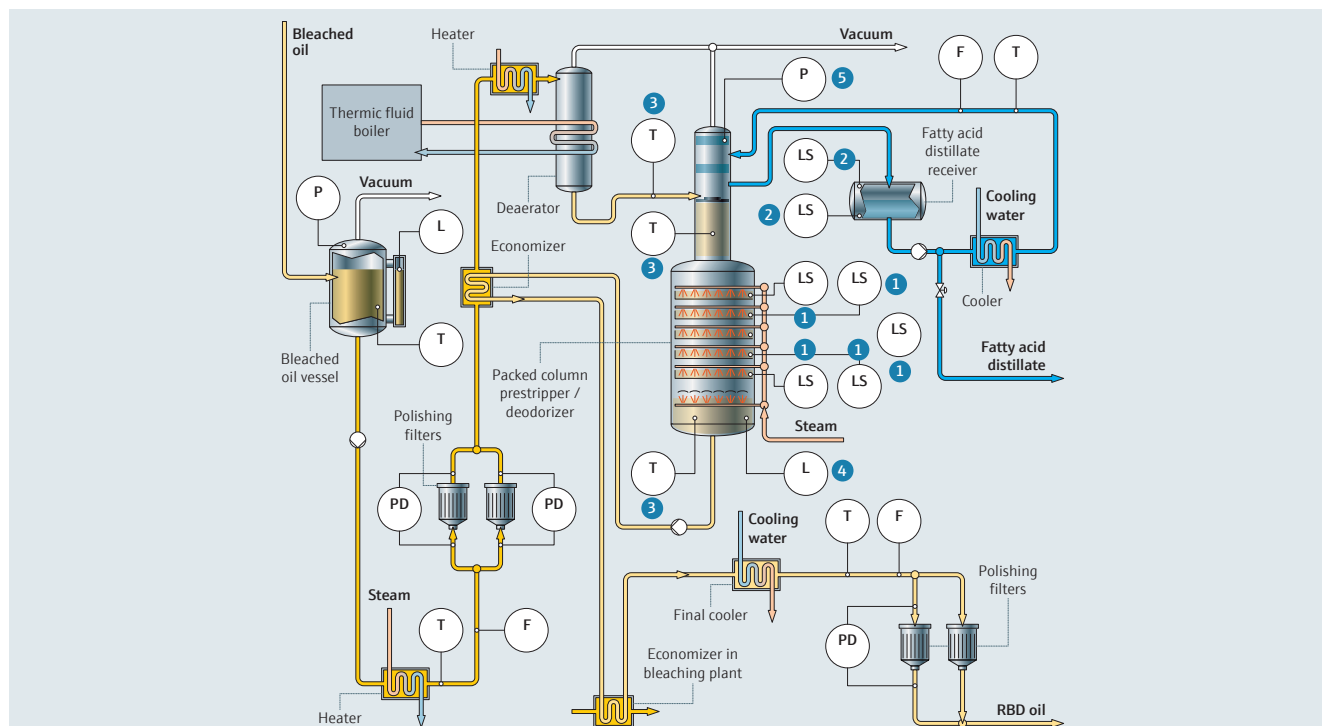 Bleached
oil
Heater
Vacuum
F
T
P
5
Thermic fluid
boiler
3
T
Fatty acid
distillate
receiver
LS
2
Vacuum
P
Deaerator
LS
2
Cooling
water
L
T
3
Economizer
LS
LS
1
Cooler
1
LS
T
Bleached
oil vessel
1
1
1
Packed column
prestripper /
deodorizer
LS
LS
Fatty acid
distillate
Polishing
filters
Steam
T
L
4
PD
PD
3
Cooling
water
T
F
Polishing
filters
Steam
Final cooler
T
F
PD
Economizer in
bleaching plant
RBD oil
Heater